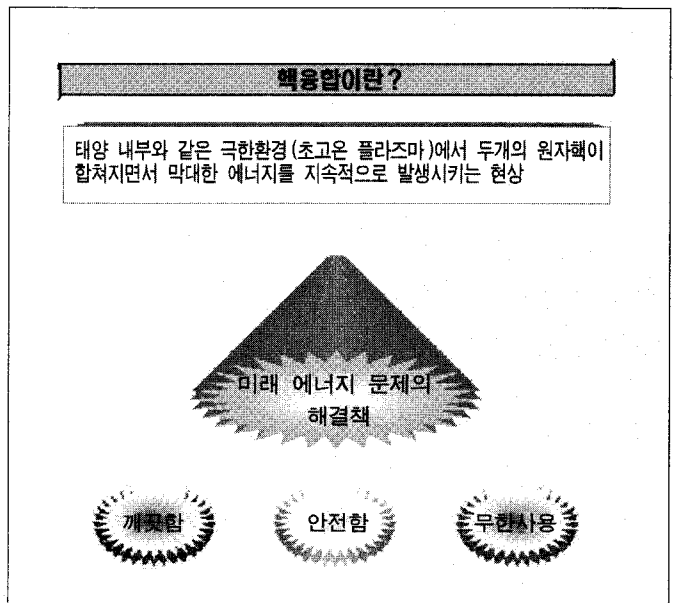 핵융합이란?
태양 내부와 같은 극한환경(초고온 플라즈마)에서 두개의 원자핵이
합쳐지면서 막대한 에너지를 지속적으로 발생시키는 현상
미래 에너지 문제의
해결책
깨끗함
안전함
무한사용